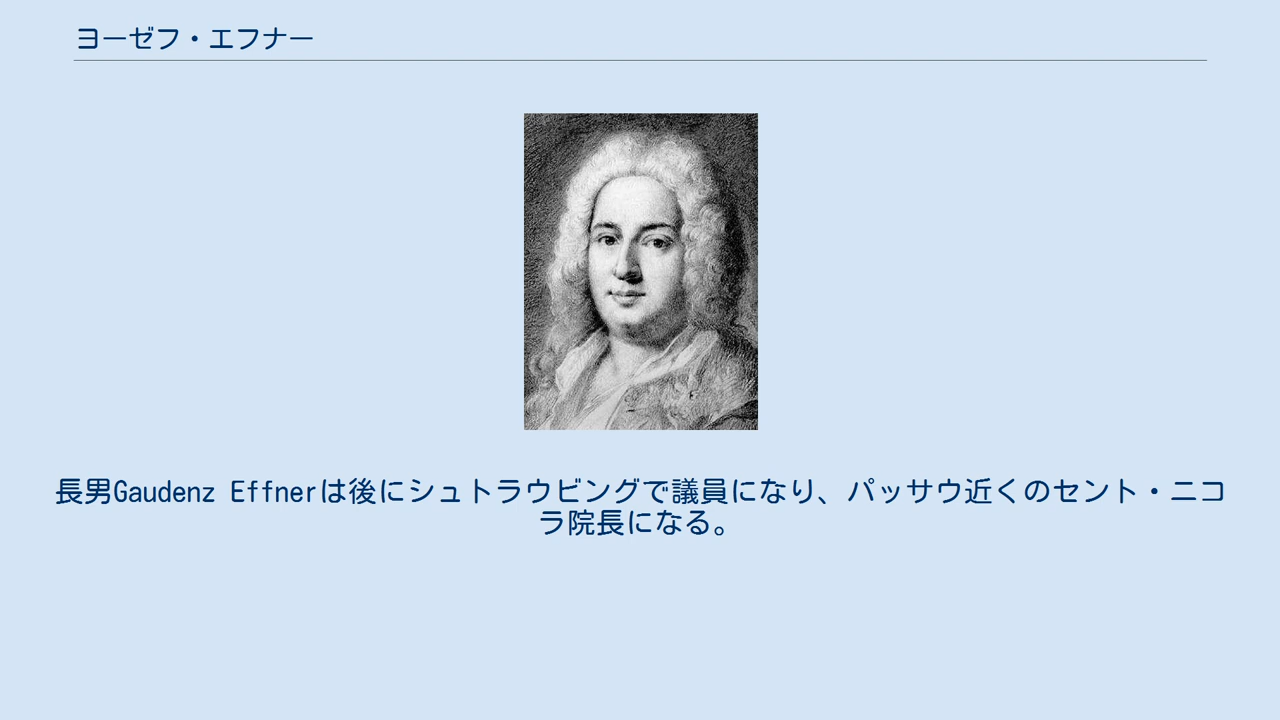 ヨーゼフ・エフナー
長男Gaudenz Effnerは後にシュトラウビングで議員になり、パッサウ近くのセント・ニコ
ラ院長になる。